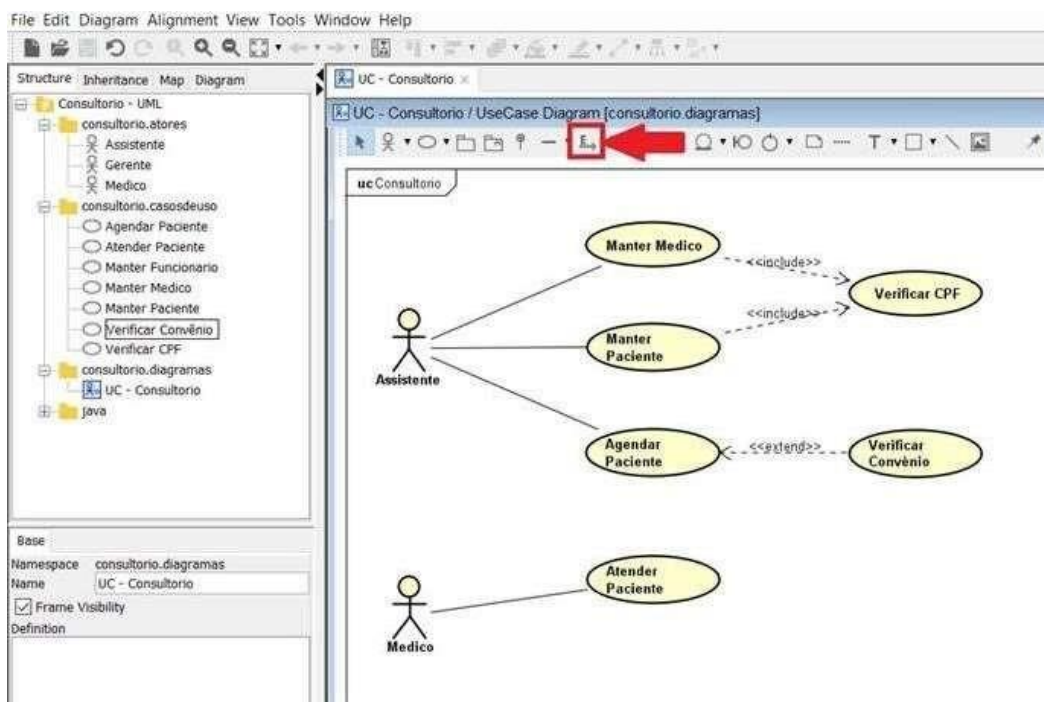 File Edit Diagram Alignment View Tools Window Help
Structure Inheritance Map Diagram
Consultorio - UML
consultorio.atores
Assistente
Gerente
Medico
consultorio.casosdeuso
Agendar Paciente
Atender Paciente
Manter Funcionario
Manter Medico
Manter Paciente
Verificar Convênio
Verificar CPF
consultorio.diagramas
UC - Consultorio
java
Base
Namespace consultorio.diagramas
Name UC - Consultorio
Frame Visibility
Definition
UC - Consultorio
UC - Consultorio / UseCase Diagram [consultorio.diagramas]
T
uc Consultorio
Manter Medico
<<include>>
Verificar CPF
<<include>>
Manter
Paciente
Assistente
Agendar
Paciente
<<extend>>
Verificar
Convênio
Atender
Paciente
Medico